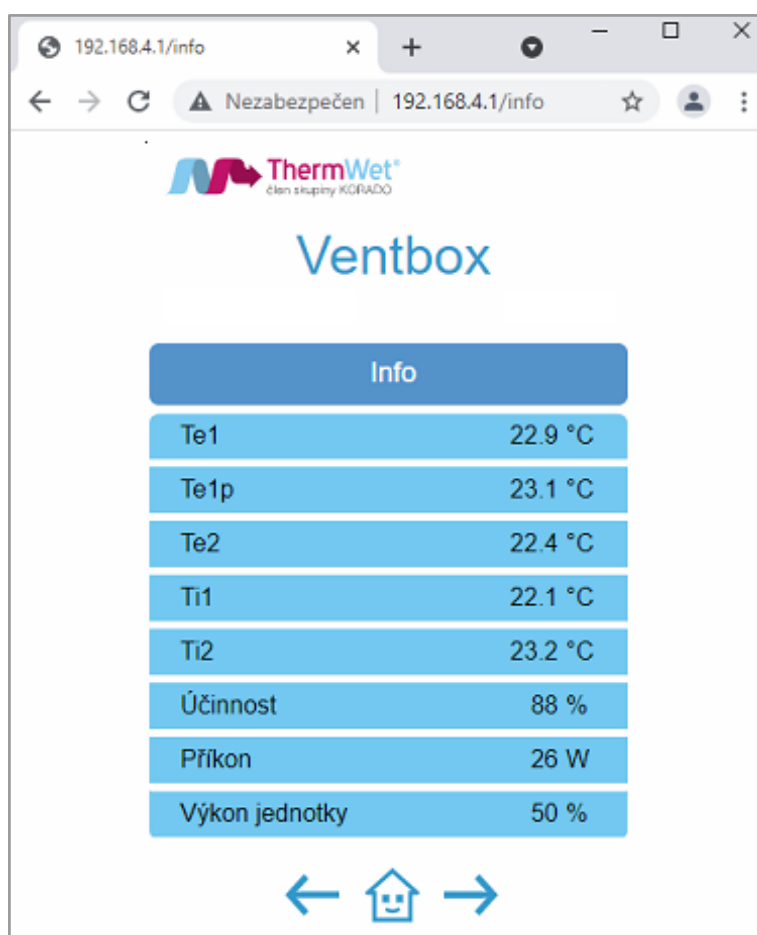 192.168.4.1/info
Nezabezpečen 192.168.4.1/info
ThermWet®
člen skupiny KORADO
Ventbox
Info
Te1 22.9 °C
Te1p 23.1 °C
Te2 22.4 °C
Ti1 22.1 °C
Ti2 23.2 °C
Účinnost 88 %
Příkon 26 W
Výkon jednotky 50 %